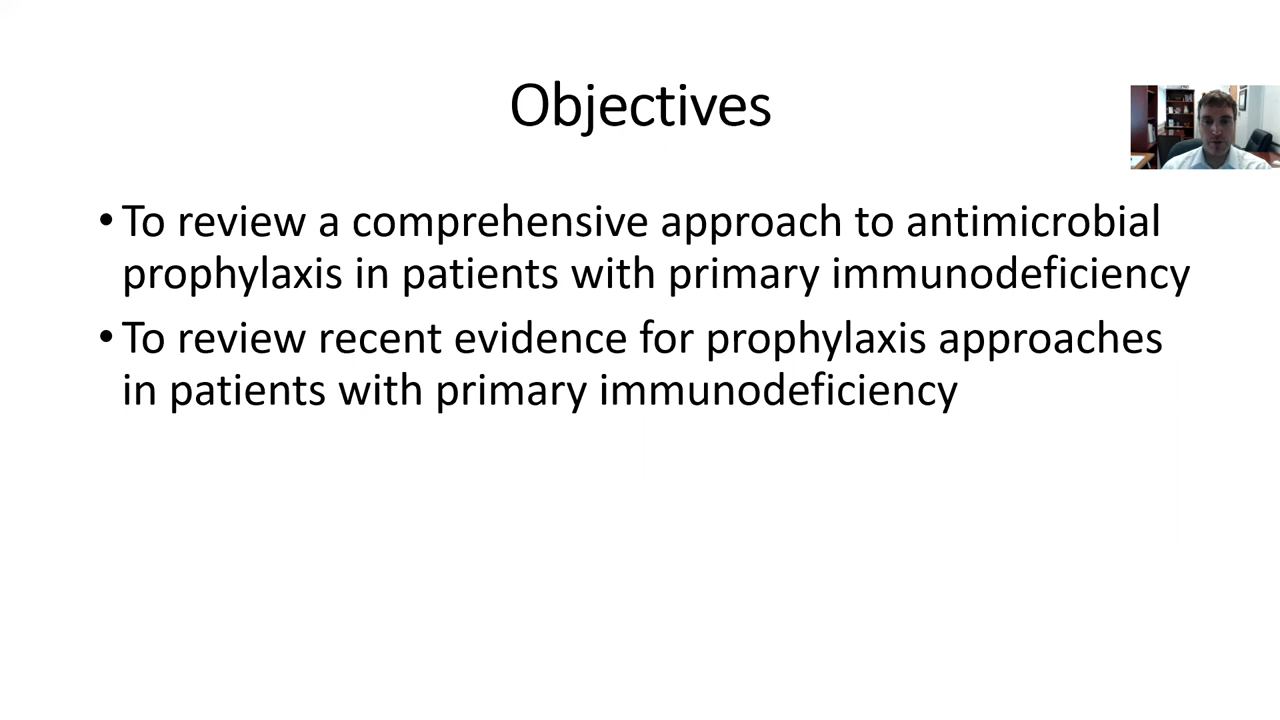 Objectives
• To review a comprehensive approach to antimicrobial
prophylaxis in patients with primary immunodeficiency
• To review recent evidence for prophylaxis approaches
in patients with primary immunodeficiency